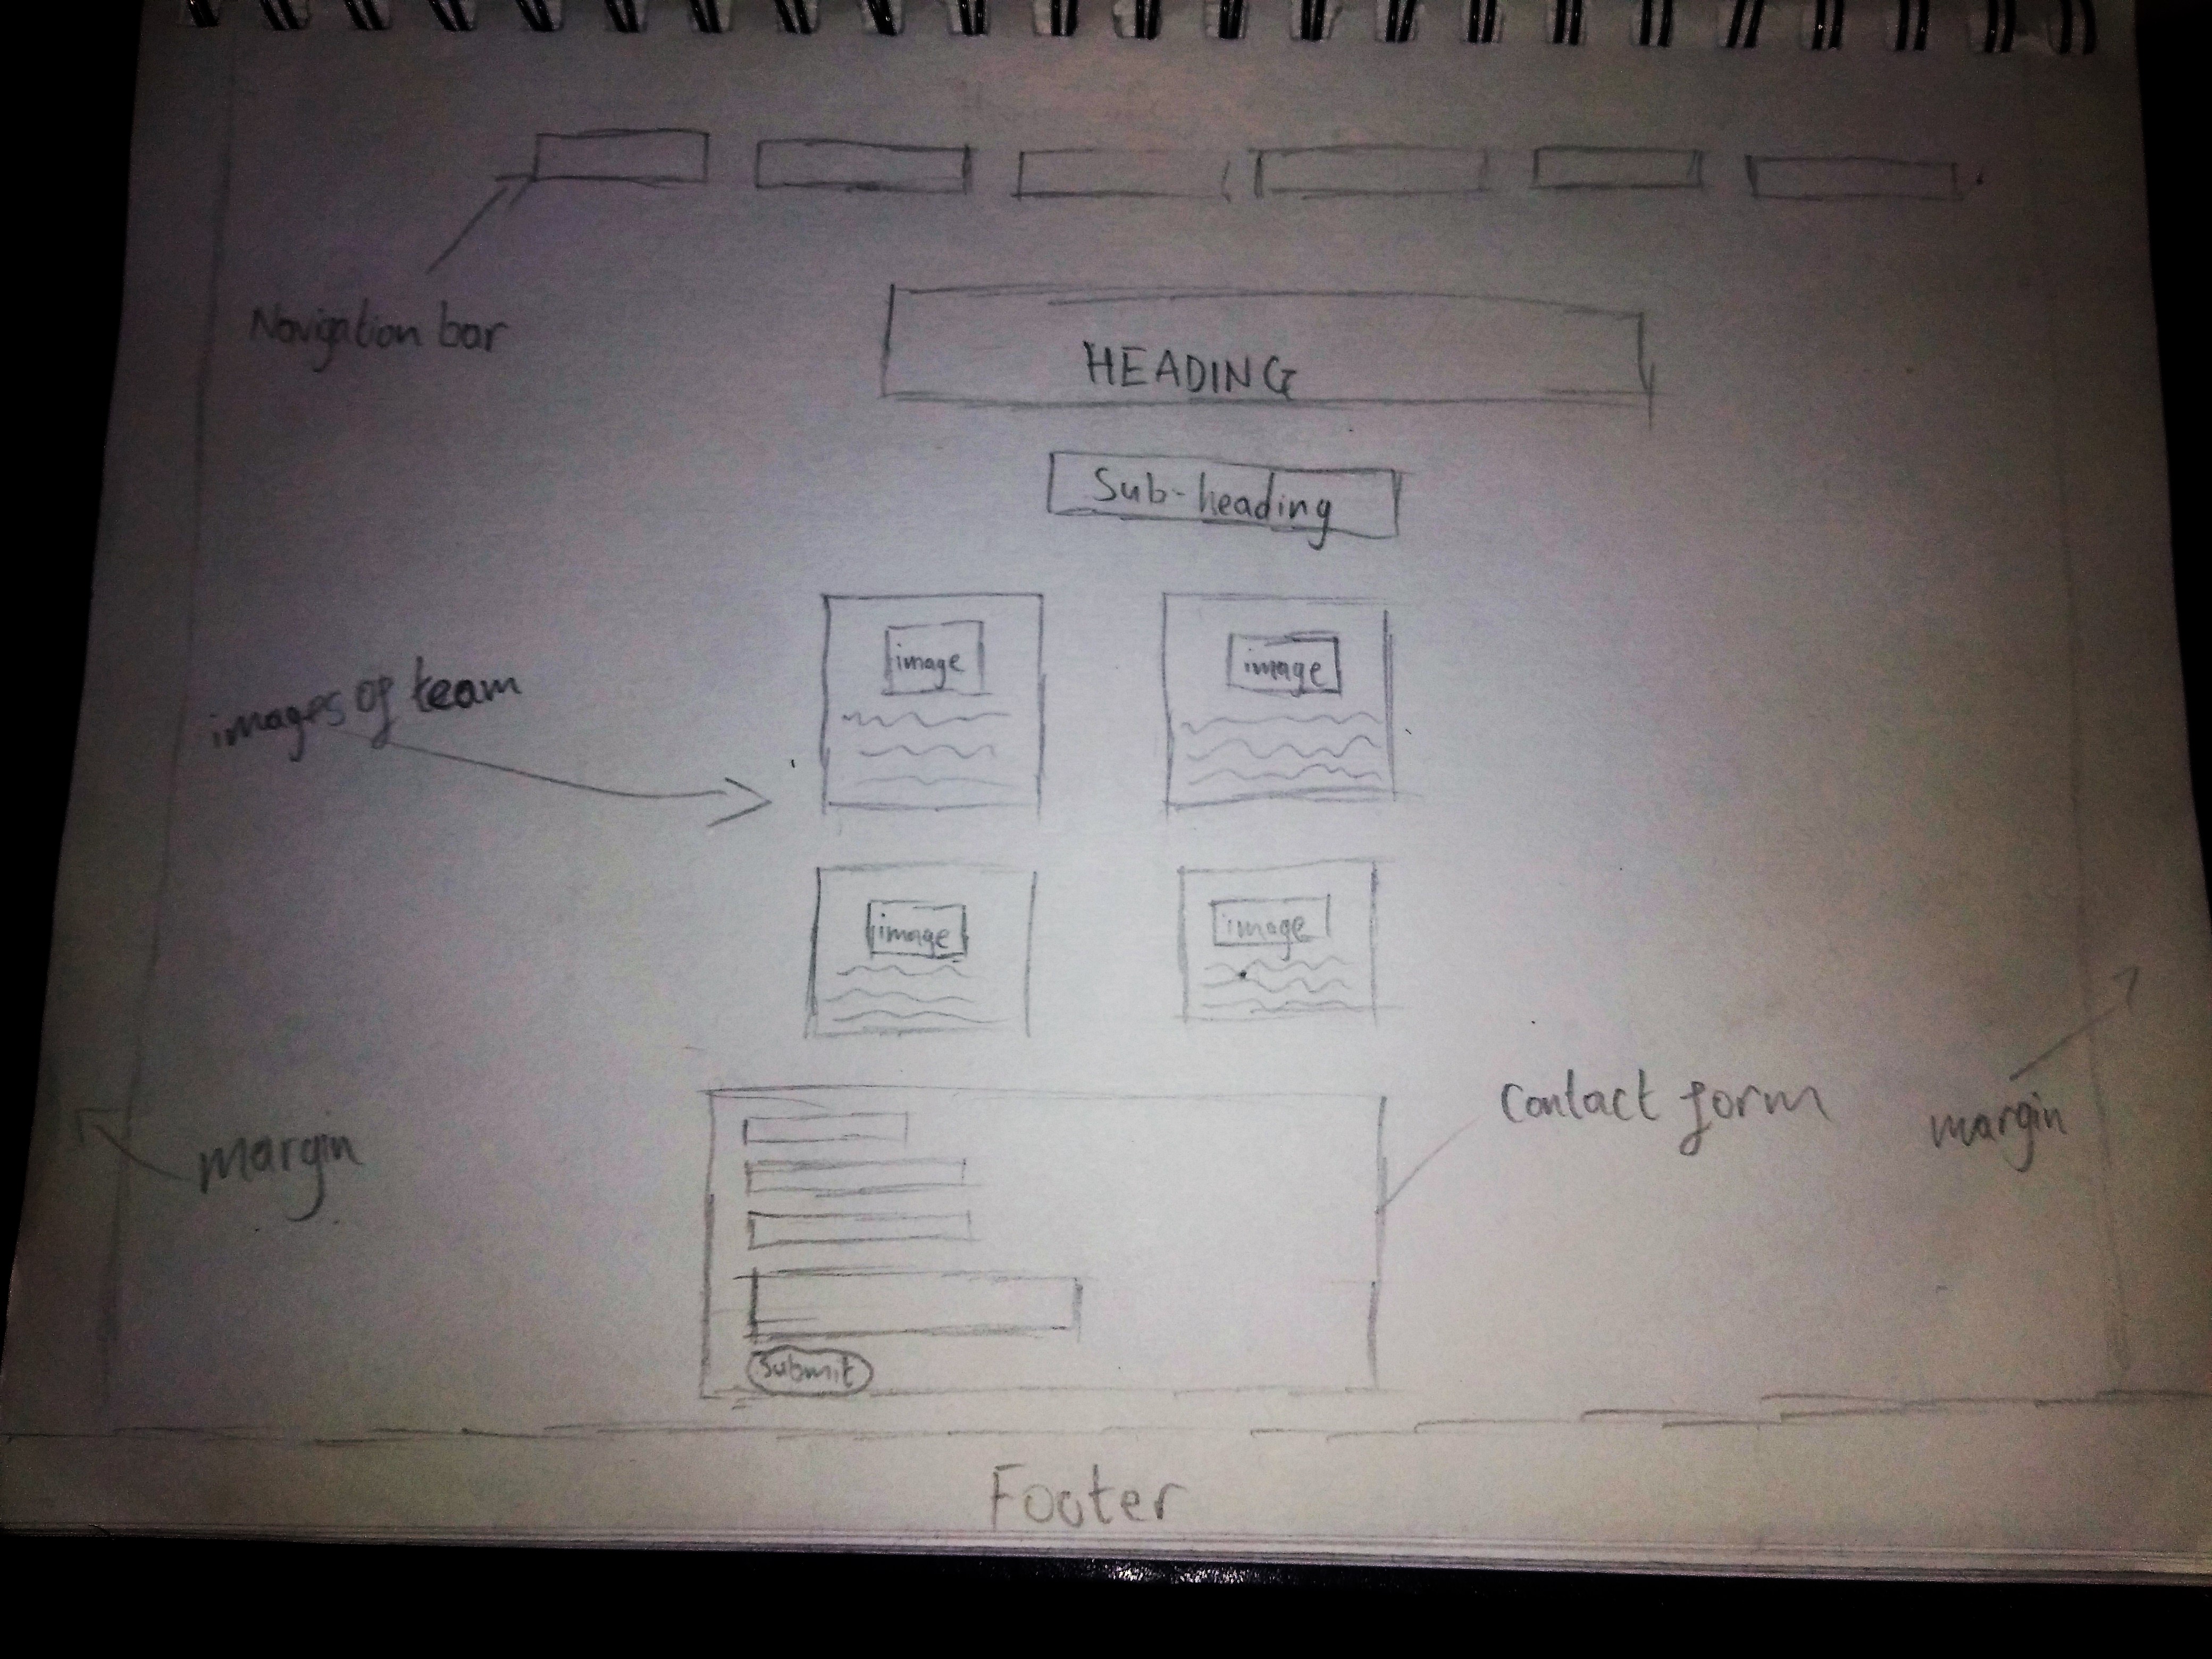 Navigation bar
HEADING
Sub-heading
image
image
images of team
image
image
Contact form
margin
margin
Submit
Footer